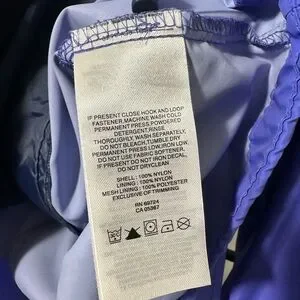 IF PRESENT CLOSE HOOK AND LOOP
FASTENER.MACHINE WASH COLD
PERMANENT PRESS.POWDERED
DETERGENT.RINSE
THOROUGHLY.WASH SEPARATELY.
DO NOT BLEACH.TUMBLE DRY
PERMANENT PRESS LOW.IRON LOW.
DO NOT USE FABRIC SOFTENER.
IF PRESENT DO NOT IRON DECAL.
DO NOT DRYCLEAN.
SHELL : 100% NYLON
LINING : 100% NYLON
MESH LINING : 100% POLYESTER
EXCLUSIVE OF TRIMMING
RN 69724
CA 05367